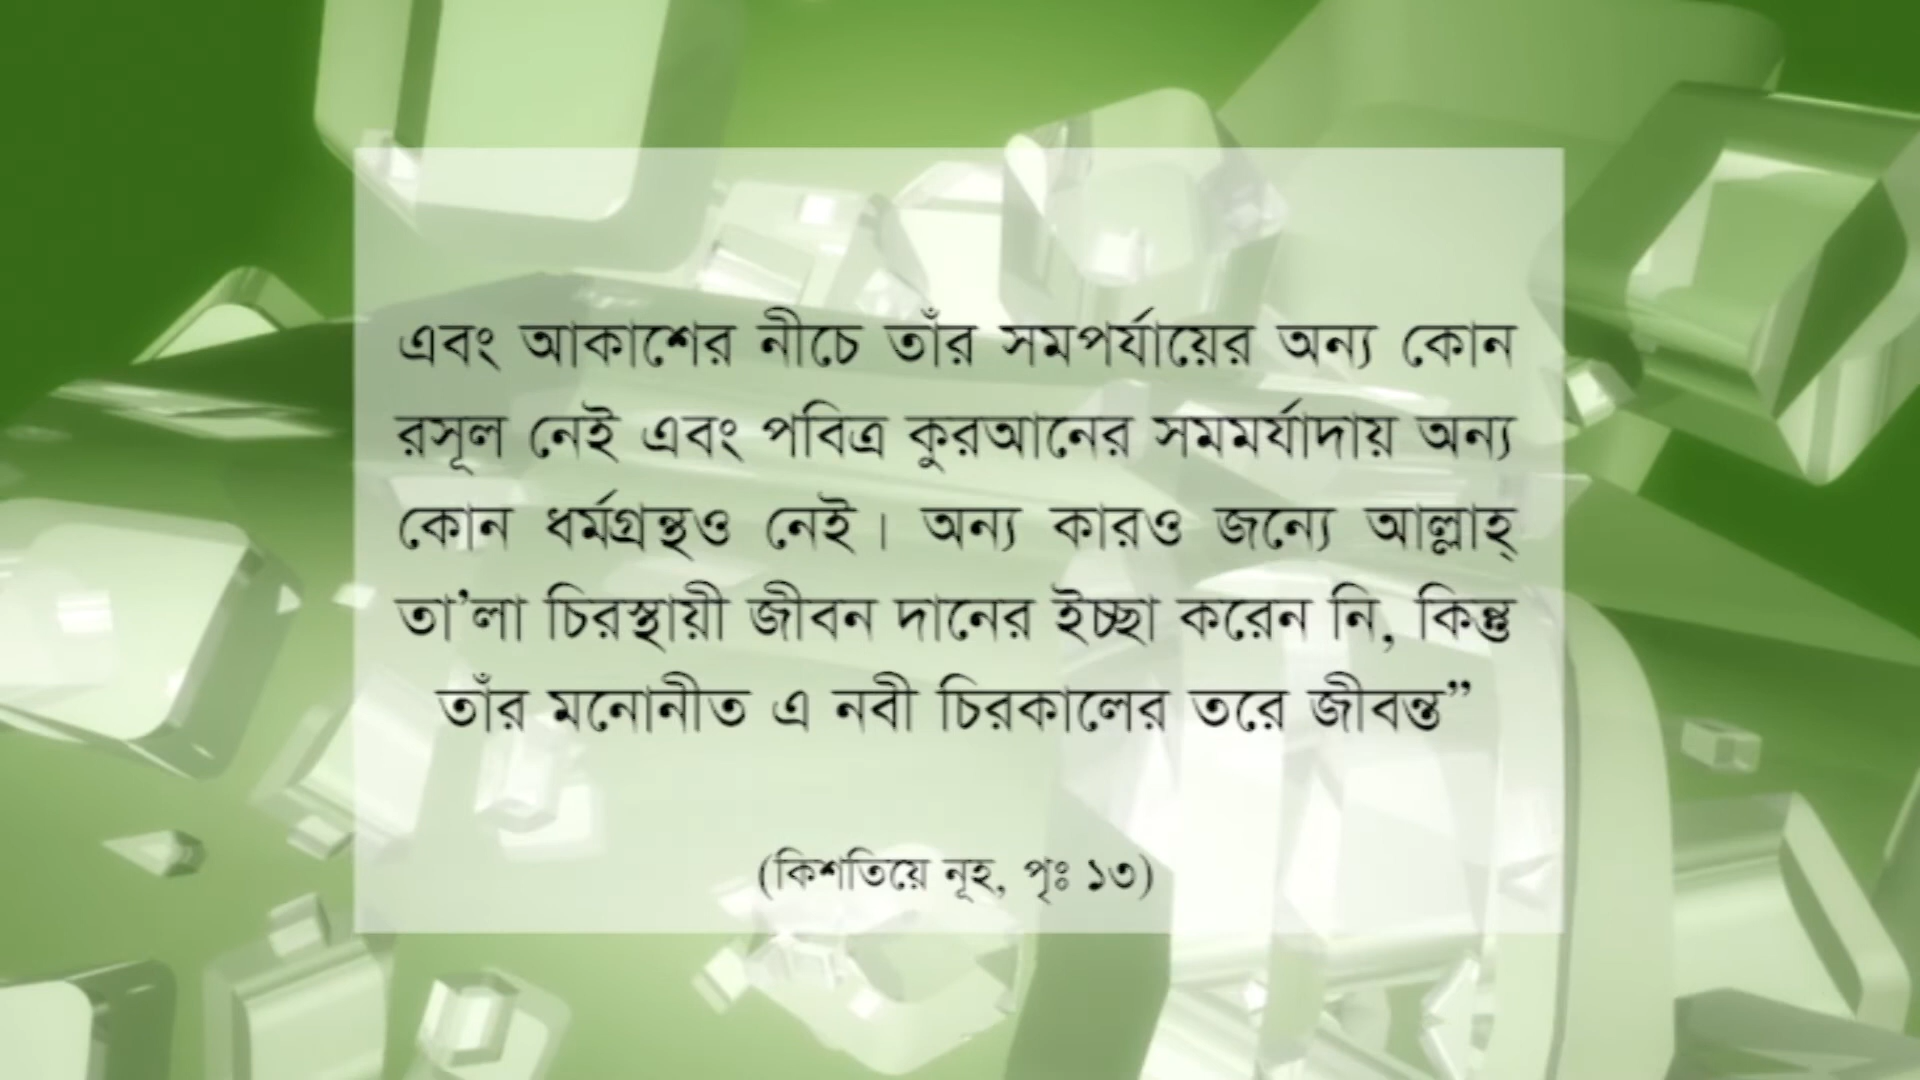 এবং আকাশের নীচে তাঁর সমপর্যায়ের অন্য কোন
রসূল নেই এবং পবিত্র কুরআনের সমমর্যাদায় অন্য
কোন ধর্মগ্রন্থও নেই। অন্য কারও জন্যে আল্লাহ্
তা’লা চিরস্থায়ী জীবন দানের ইচ্ছা করেন নি, কিন্তু
তাঁর মনোনীত এ নবী চিরকালের তরে জীবন্ত”
(কিশতিয়ে নূহ, পৃঃ ১৩)